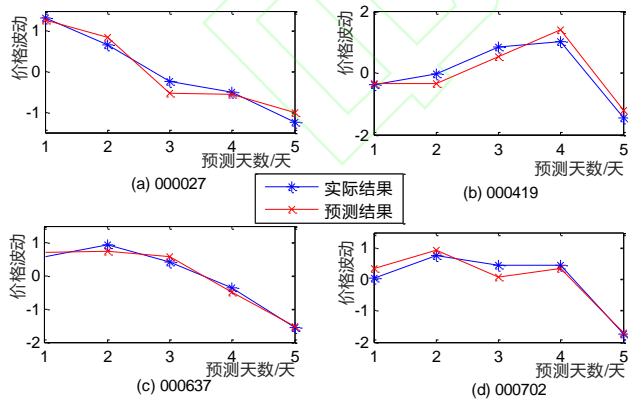 价格波动
1
0
-1
1 2 3 4 5
预测天数/天
(a) 000027
价格波动
2
0
-2
1 2 3 4 5
预测天数/天
(b) 000419
实际结果
预测结果
价格波动
1
0
-1
-2
1 2 3 4 5
预测天数/天
(c) 000637
价格波动
1
0
-1
-2
1 2 3 4 5
预测天数/天
(d) 000702